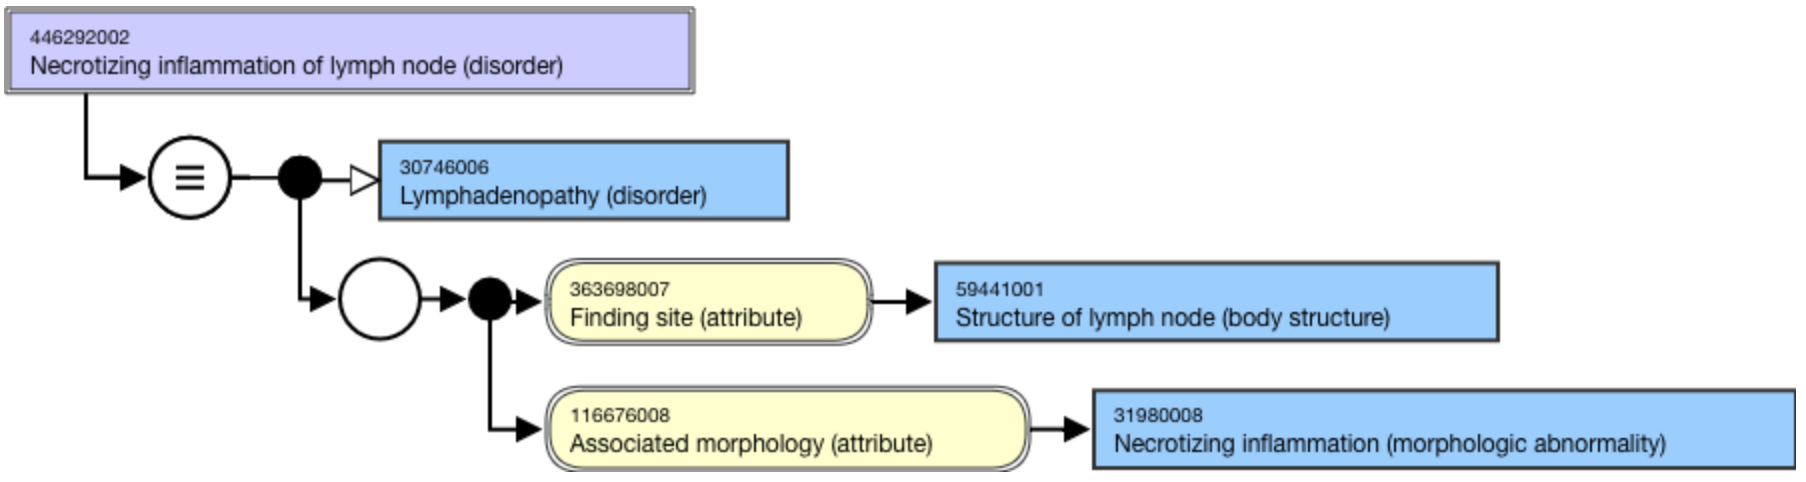 446292002
Necrotizing inflammation of lymph node (disorder)
30746006
Lymphadenopathy (disorder)
363698007
Finding site (attribute)
59441001
Structure of lymph node (body structure)
116676008
Associated morphology (attribute)
31980008
Necrotizing inflammation (morphologic abnormality)